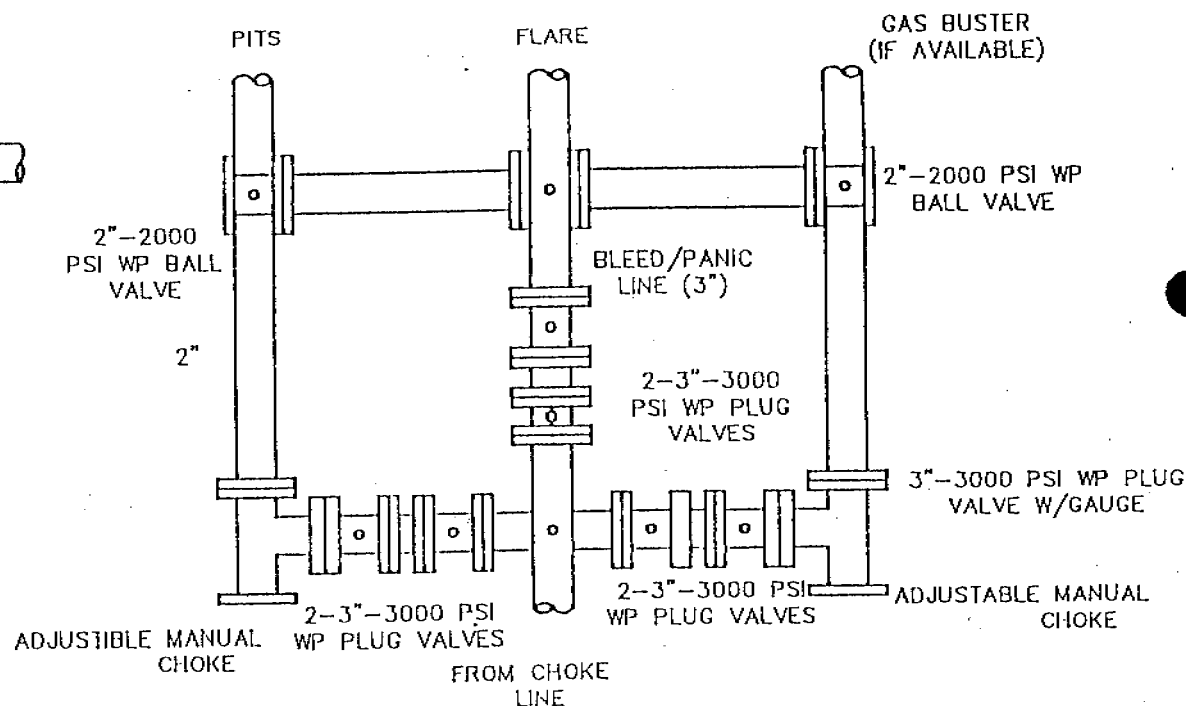 PITS
FLARE
GAS BUSTER
(IF AVAILABLE)
2"-2000 PSI WP
BALL VALVE
2"-2000
PSI WP BALL
VALVE
BLEED/PANIC
LINE (3")
2"
2-3"-3000
PSI WP PLUG
VALVES
3"-3000 PSI WP PLUG
VALVE W/GAUGE
2-3"-3000 PSI
WP PLUG VALVES
2-3"-3000 PSI
WP PLUG VALVES
ADJUSTABLE MANUAL
CHOKE
ADJUSTIBLE MANUAL
CHOKE
FROM CHOKE
LINE